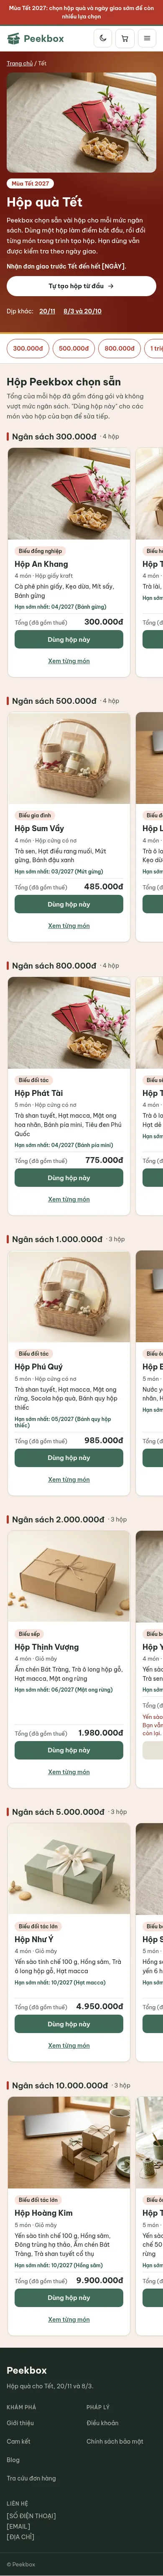 Mùa Tết 2027: chọn hộp quà và ngày giao sớm để còn
nhiều lựa chọn
Peekbox
Trang chủ / Tết
Mùa Tết 2027
Hộp quà Tết
Peekbox chọn sẵn vài hộp cho mỗi mức ngân
sách. Dùng một hộp làm điểm bắt đầu, rồi đổi
từng món trong trình tạo hộp. Hạn dùng vẫn
được kiểm tra theo ngày giao.
Nhận đơn giao trước Tết đến hết [NGÀY].
Tự tạo hộp từ đầu →
Dịp khác: 20/11 8/3 và 20/10
300.000đ 500.000đ 800.000đ 1 triệ
Hộp Peekbox chọn sẵn
Tổng của mỗi hộp đã gồm đóng gói và không
vượt mức ngân sách. "Dùng hộp này" cho các
món vào hộp của bạn để sửa tiếp.
Ngân sách 300.000đ · 4 hộp
Biếu đồng nghiệp
Hộp An Khang
4 món · Hộp giấy kraft
Cà phê phin giấy, Kẹo dừa, Mít sấy,
Bánh gừng
Hạn sớm nhất: 04/2027 (Bánh gừng)
Tổng (đã gồm thuế) 300.000đ
Dùng hộp này
Xem từng món
Ngân sách 500.000đ · 4 hộp
Biếu gia đình
Hộp Sum Vầy
4 món · Hộp cứng có nơ
Trà sen, Hạt điều rang muối, Mứt
gừng, Bánh đậu xanh
Hạn sớm nhất: 03/2027 (Mứt gừng)
Tổng (đã gồm thuế) 485.000đ
Dùng hộp này
Xem từng món
Ngân sách 800.000đ · 4 hộp
Biếu đối tác
Hộp Phát Tài
5 món · Hộp cứng có nơ
Trà shan tuyết, Hạt macca, Mật ong
hoa nhãn, Bánh pía mini, Tiêu đen Phú
Quốc
Hạn sớm nhất: 04/2027 (Bánh pía mini)
Tổng (đã gồm thuế) 775.000đ
Dùng hộp này
Xem từng món
Ngân sách 1.000.000đ · 3 hộp
Biếu đối tác
Hộp Phú Quý
5 món · Hộp cứng có nơ
Trà shan tuyết, Hạt macca, Mật ong
rừng, Socola hộp quà, Bánh quy hộp
thiếc
Hạn sớm nhất: 05/2027 (Bánh quy hộp
thiếc)
Tổng (đã gồm thuế) 985.000đ
Dùng hộp này
Xem từng món
Ngân sách 2.000.000đ · 3 hộp
Biếu sếp
Hộp Thịnh Vượng
4 món · Giỏ mây
Ấm chén Bát Tràng, Trà ô long hộp gỗ,
Hạt macca, Mật ong rừng
Hạn sớm nhất: 06/2027 (Mật ong rừng)
Tổng (đã gồm thuế) 1.980.000đ
Dùng hộp này
Xem từng món
Ngân sách 5.000.000đ · 3 hộp
Biếu đối tác lớn
Hộp Như Ý
5 món · Giỏ mây
Yến sào tinh chế 100 g, Hồng sâm, Trà
ô long hộp gỗ, Hạt macca
Hạn sớm nhất: 10/2027 (Hạt macca)
Tổng (đã gồm thuế) 4.950.000đ
Dùng hộp này
Xem từng món
Ngân sách 10.000.000đ · 3 hộp
Biếu đối tác lớn
Hộp Hoàng Kim
5 món · Giỏ mây
Yến sào tinh chế 100 g, Hồng sâm,
Đông trùng hạ thảo, Ấm chén Bát
Tràng, Trà shan tuyết cổ thụ
Hạn sớm nhất: 10/2027 (Hồng sâm)
Tổng (đã gồm thuế) 9.900.000đ
Dùng hộp này
Xem từng món
Peekbox
Hộp quà cho Tết, 20/11 và 8/3.
KHÁM PHÁ
Giới thiệu
Cam kết
Blog
Tra cứu đơn hàng
PHÁP LÝ
Điều khoản
Chính sách bảo mật
LIÊN HỆ
[SỐ ĐIỆN THOẠI]
[EMAIL]
[ĐỊA CHỈ]
© Peekbox